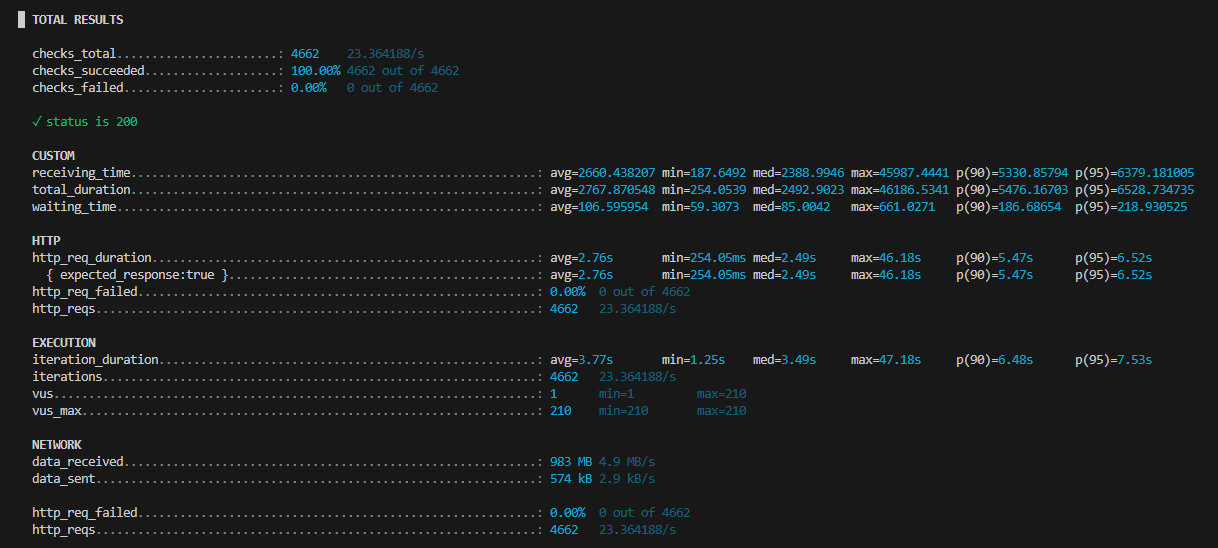 TOTAL RESULTS
checks_total.......................: 4662 23.364188/s
checks_succeeded...................: 100.00% 4662 out of 4662
checks_failed......................: 0.00% 0 out of 4662
✓ status is 200
CUSTOM
receiving_time..........................................................: avg=2660.438207 min=187.6492 med=2388.9946 max=45987.4441 p(90)=5330.85794 p(95)=6379.181005
total_duration..........................................................: avg=2767.870548 min=254.0539 med=2492.9023 max=46186.5341 p(90)=5476.16703 p(95)=6528.734735
waiting_time............................................................: avg=106.595954 min=59.3073 med=85.0042 max=661.0271 p(90)=186.68654 p(95)=218.930525
HTTP
http_req_duration.......................................................: avg=2.76s min=254.05ms med=2.49s max=46.18s p(90)=5.47s p(95)=6.52s
{ expected_response:true }............................................: avg=2.76s min=254.05ms med=2.49s max=46.18s p(90)=5.47s p(95)=6.52s
http_req_failed.........................................................: 0.00% 0 out of 4662
http_reqs...............................................................: 4662 23.364188/s
EXECUTION
iteration_duration......................................................: avg=3.77s min=1.25s med=3.49s max=47.18s p(90)=6.48s p(95)=7.53s
iterations..............................................................: 4662 23.364188/s
vus.....................................................................: 1 min=1 max=210
vus_max.................................................................: 210 min=210 max=210
NETWORK
data_received...........................................................: 983 MB 4.9 MB/s
data_sent...............................................................: 574 kB 2.9 kB/s
http_req_failed.........................................................: 0.00% 0 out of 4662
http_reqs...............................................................: 4662 23.364188/s